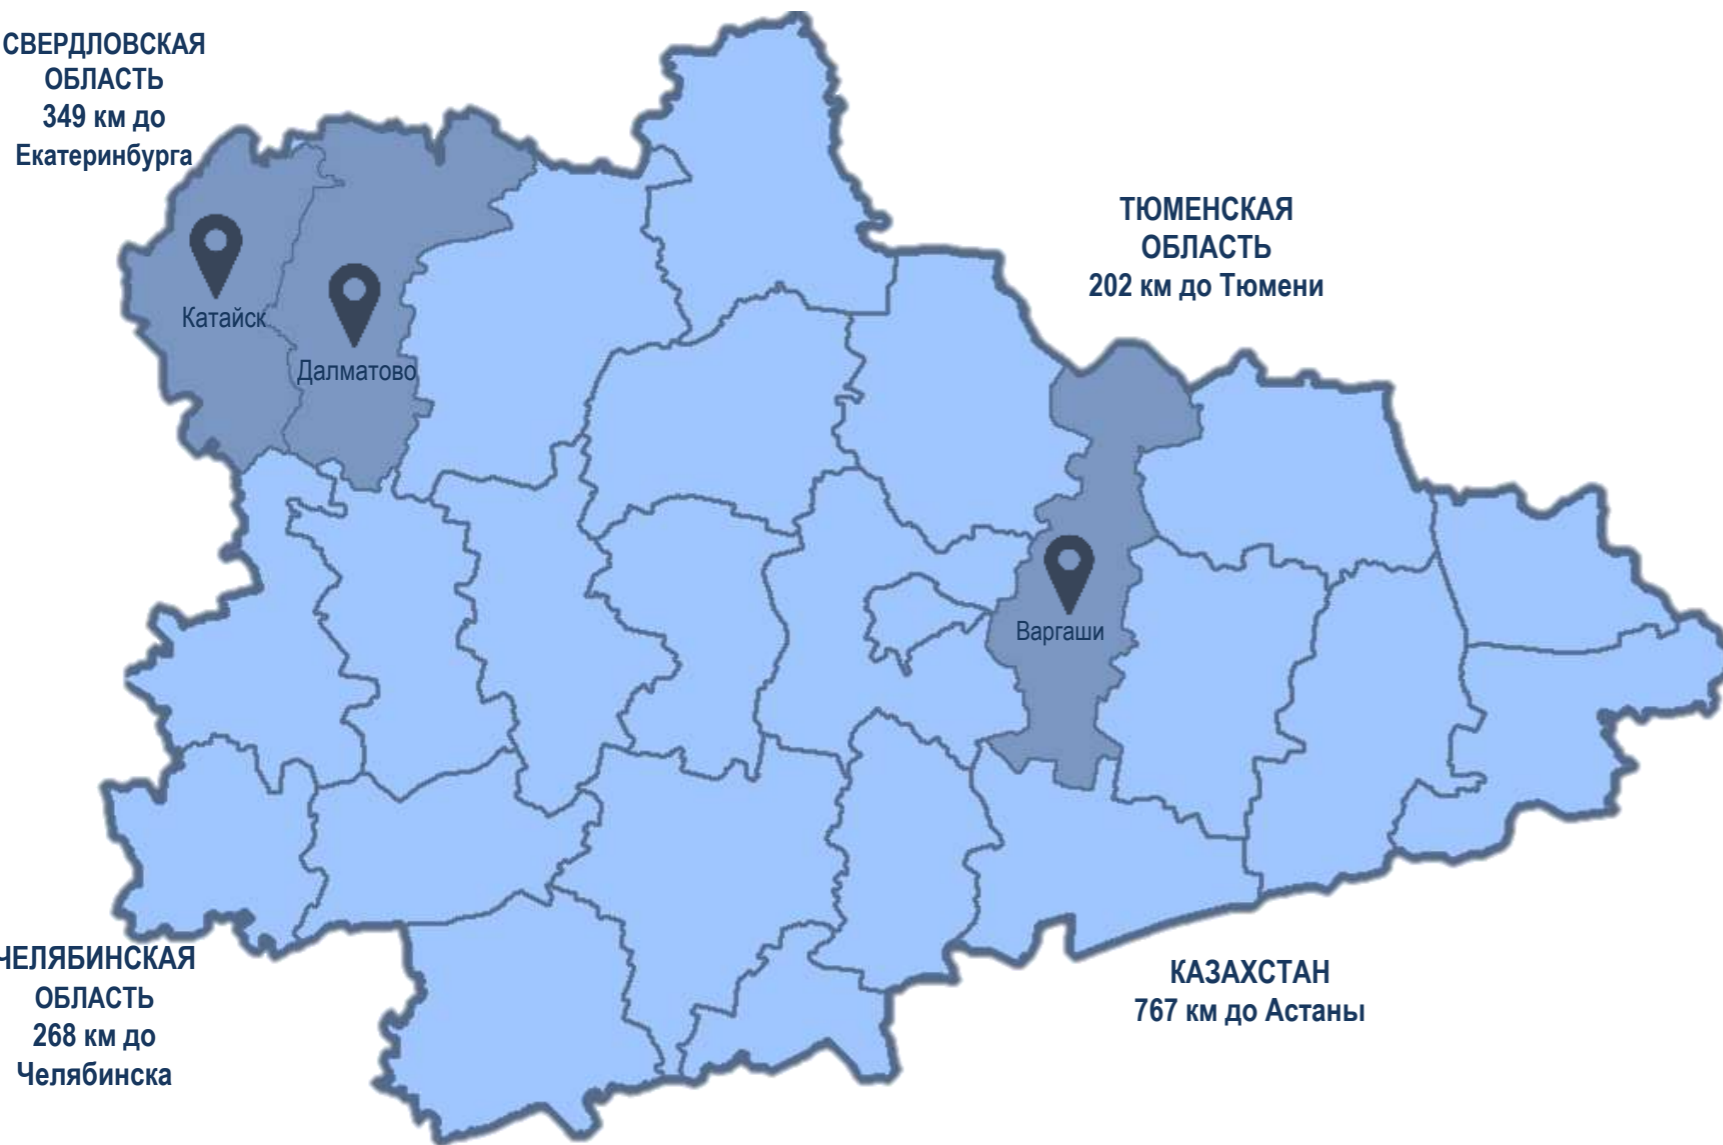 СВЕРДЛОВСКАЯ
ОБЛАСТЬ
349 км до
Екатеринбурга
ТЮМЕНСКАЯ
ОБЛАСТЬ
202 км до Тюмени
Катайск
Далматово
Варгаши
ЧЕЛЯБИНСКАЯ
ОБЛАСТЬ
268 км до
Челябинска
КАЗАХСТАН
767 км до Астаны